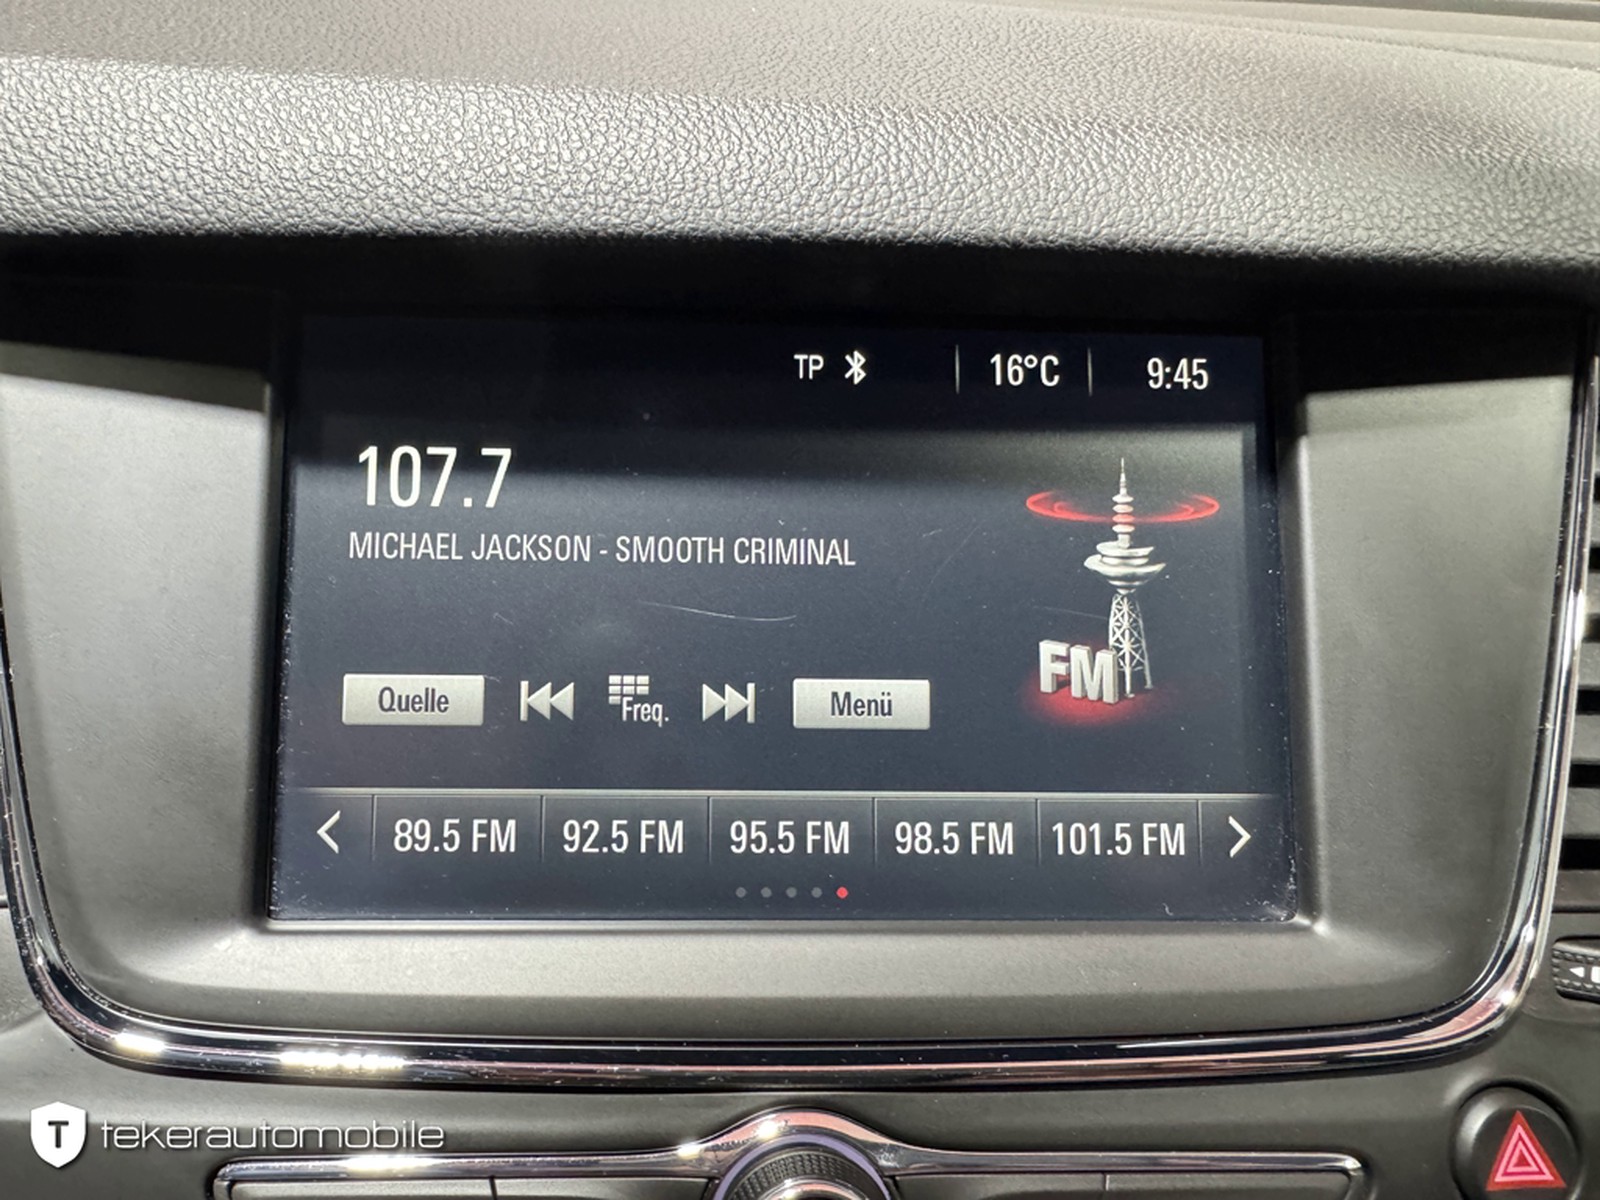 TP 16°C 9:45
107.7
MICHAEL JACKSON - SMOOTH CRIMINAL
FM
Quelle Freq. Menü
89.5 FM 92.5 FM 95.5 FM 98.5 FM 101.5 FM
T tekerautomobile